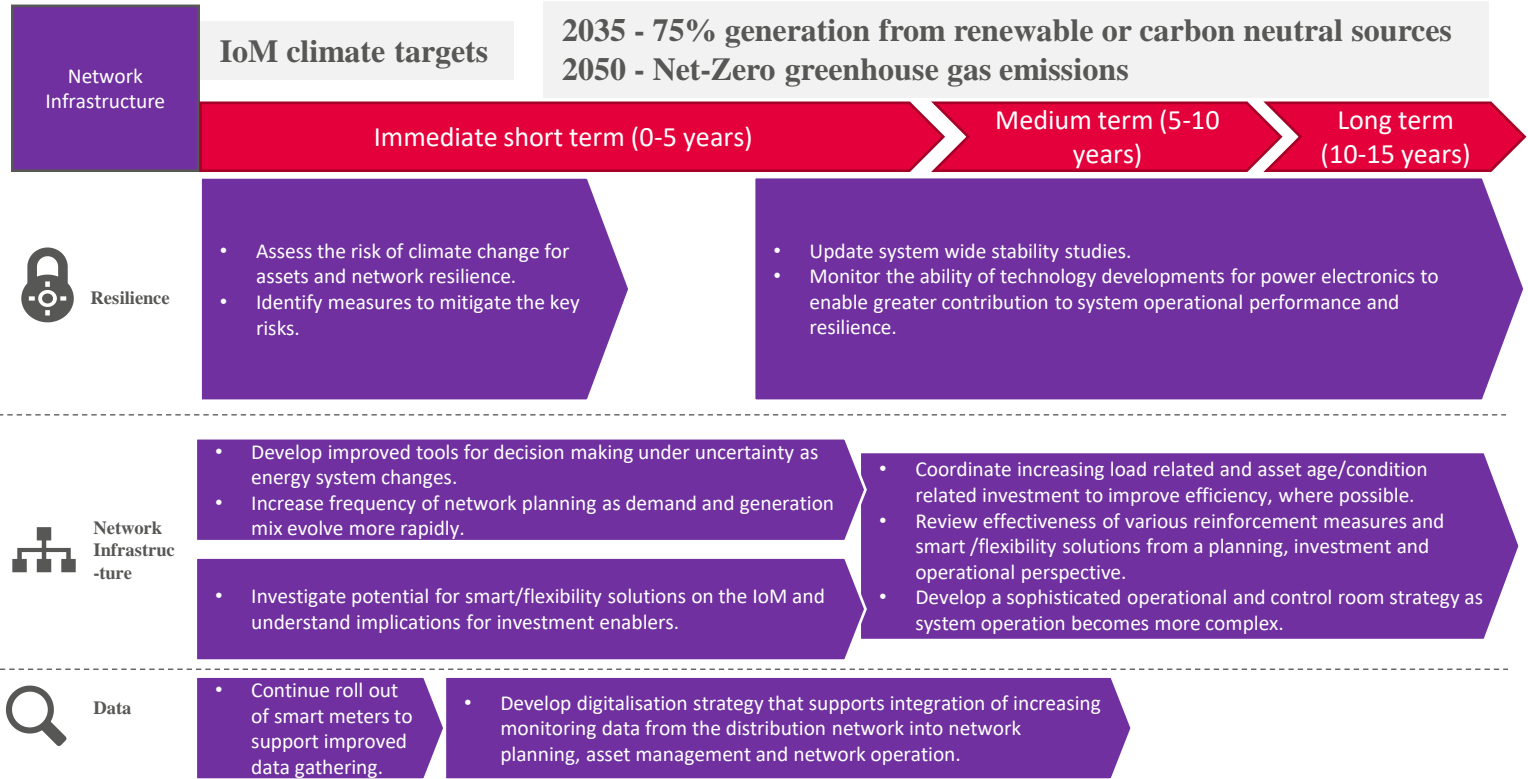 Network
Infrastructure
IoM climate targets
2035 - 75% generation from renewable or carbon neutral sources
2050 - Net-Zero greenhouse gas emissions
Immediate short term (0-5 years)
Medium term (5-10
years)
Long term
(10-15 years)
Resilience
• Assess the risk of climate change for
assets and network resilience.
• Identify measures to mitigate the key
risks.
• Update system wide stability studies.
• Monitor the ability of technology developments for power electronics to
enable greater contribution to system operational performance and
resilience.
Network
Infrastruc
-ture
• Develop improved tools for decision making under uncertainty as
energy system changes.
• Increase frequency of network planning as demand and generation
mix evolve more rapidly.
• Investigate potential for smart/flexibility solutions on the IoM and
understand implications for investment enablers.
• Coordinate increasing load related and asset age/condition
related investment to improve efficiency, where possible.
• Review effectiveness of various reinforcement measures and
smart /flexibility solutions from a planning, investment and
operational perspective.
• Develop a sophisticated operational and control room strategy as
system operation becomes more complex.
Data
• Continue roll out
of smart meters to
support improved
data gathering.
• Develop digitalisation strategy that supports integration of increasing
monitoring data from the distribution network into network
planning, asset management and network operation.